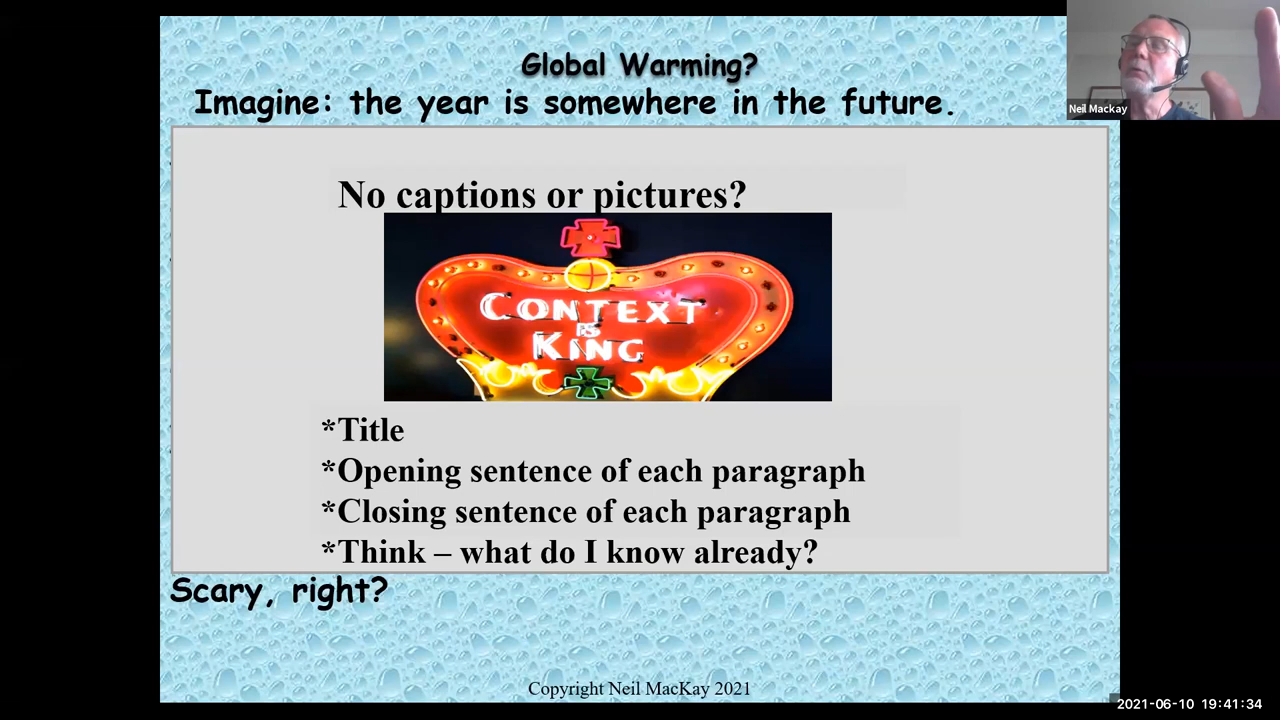 Global Warming?
Imagine: the year is somewhere in the future.
Neil Mackay
No captions or pictures?
CONTEXT
IS
KING
*Title
*Opening sentence of each paragraph
*Closing sentence of each paragraph
*Think – what do I know already?
Scary, right?
Copyright Neil MacKay 2021
2021-06-10 19:41:34